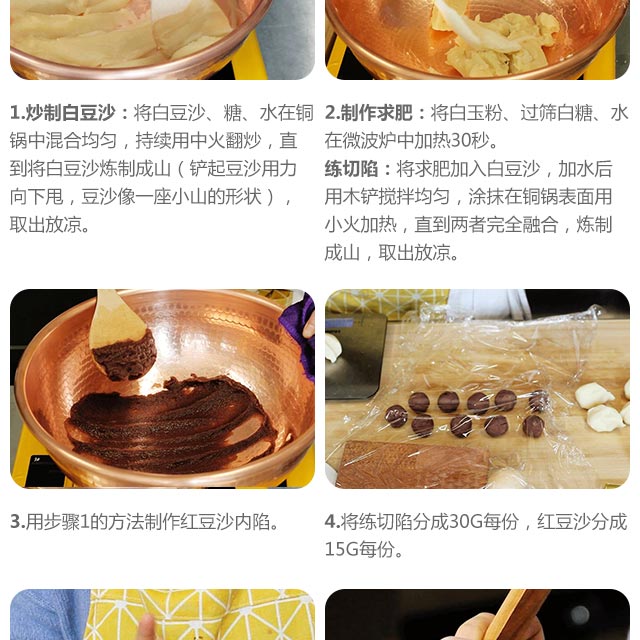 1.炒制白豆沙：将白豆沙、糖、水在铜
锅中混合均匀，持续用中火翻炒，直
到将白豆沙炼制成山（铲起豆沙用力
向下甩，豆沙像一座小山的形状），
取出放凉。
2.制作求肥：将白玉粉、过筛白糖、水
在微波炉中加热30秒。
练切陷：将求肥加入白豆沙，加水后
用木铲搅拌均匀，涂抹在铜锅表面用
小火加热，直到两者完全融合，炼制
成山，取出放凉。
3.用步骤1的方法制作红豆沙内陷。
4.将练切陷分成30G每份，红豆沙分成
15G每份。